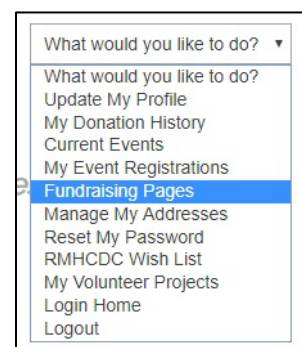 What would you like to do?
What would you like to do?
Update My Profile
My Donation History
Current Events
My Event Registrations
Fundraising Pages
Manage My Addresses
Reset My Password
RMHCDC Wish List
My Volunteer Projects
Login Home
Logout